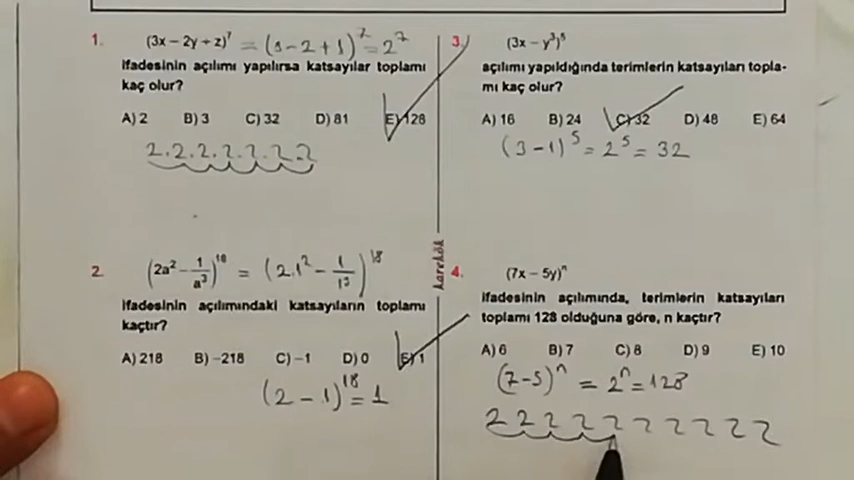 1. (3x – 2y + z)⁷ = (3-2+1)⁷ = 2⁷
ifadesinin açılımı yapılırsa katsayılar toplamı
kaç olur?
A) 2 B) 3 C) 32 D) 81 E) 128
2.2.2.2.2.2.2
2. (2a² – 1/a³)¹⁸ = (2.1² – 1/1³)¹⁸
ifadesinin açılımındaki katsayıların toplamı
kaçtır?
A) 218 B) –218 C) –1 D) 0 E) 1
(2 – 1)¹⁸ = 1
karekök
3. (3x – y³)⁵
açılımı yapıldığında terimlerin katsayıları topla-
mı kaç olur?
A) 16 B) 24 C) 32 D) 48 E) 64
(3 – 1)⁵ = 2⁵ = 32
4. (7x – 5y)ⁿ
ifadesinin açılımında, terimlerin katsayıları
toplamı 128 olduğuna göre, n kaçtır?
A) 6 B) 7 C) 8 D) 9 E) 10
(7-5)ⁿ = 2ⁿ = 128
2 2 2 2 2 2 2 2 2 2